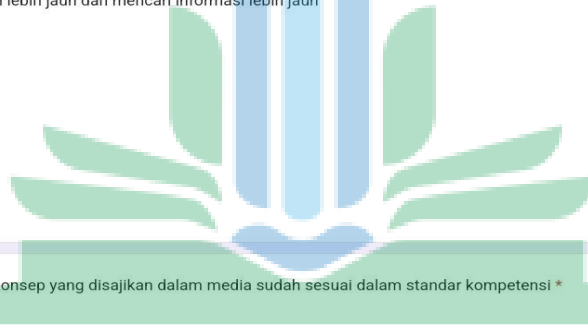 lebih jauh dan mencari informasi lebih jauh
onsep yang disajikan dalam media sudah sesuai dalam standar kompetensi *